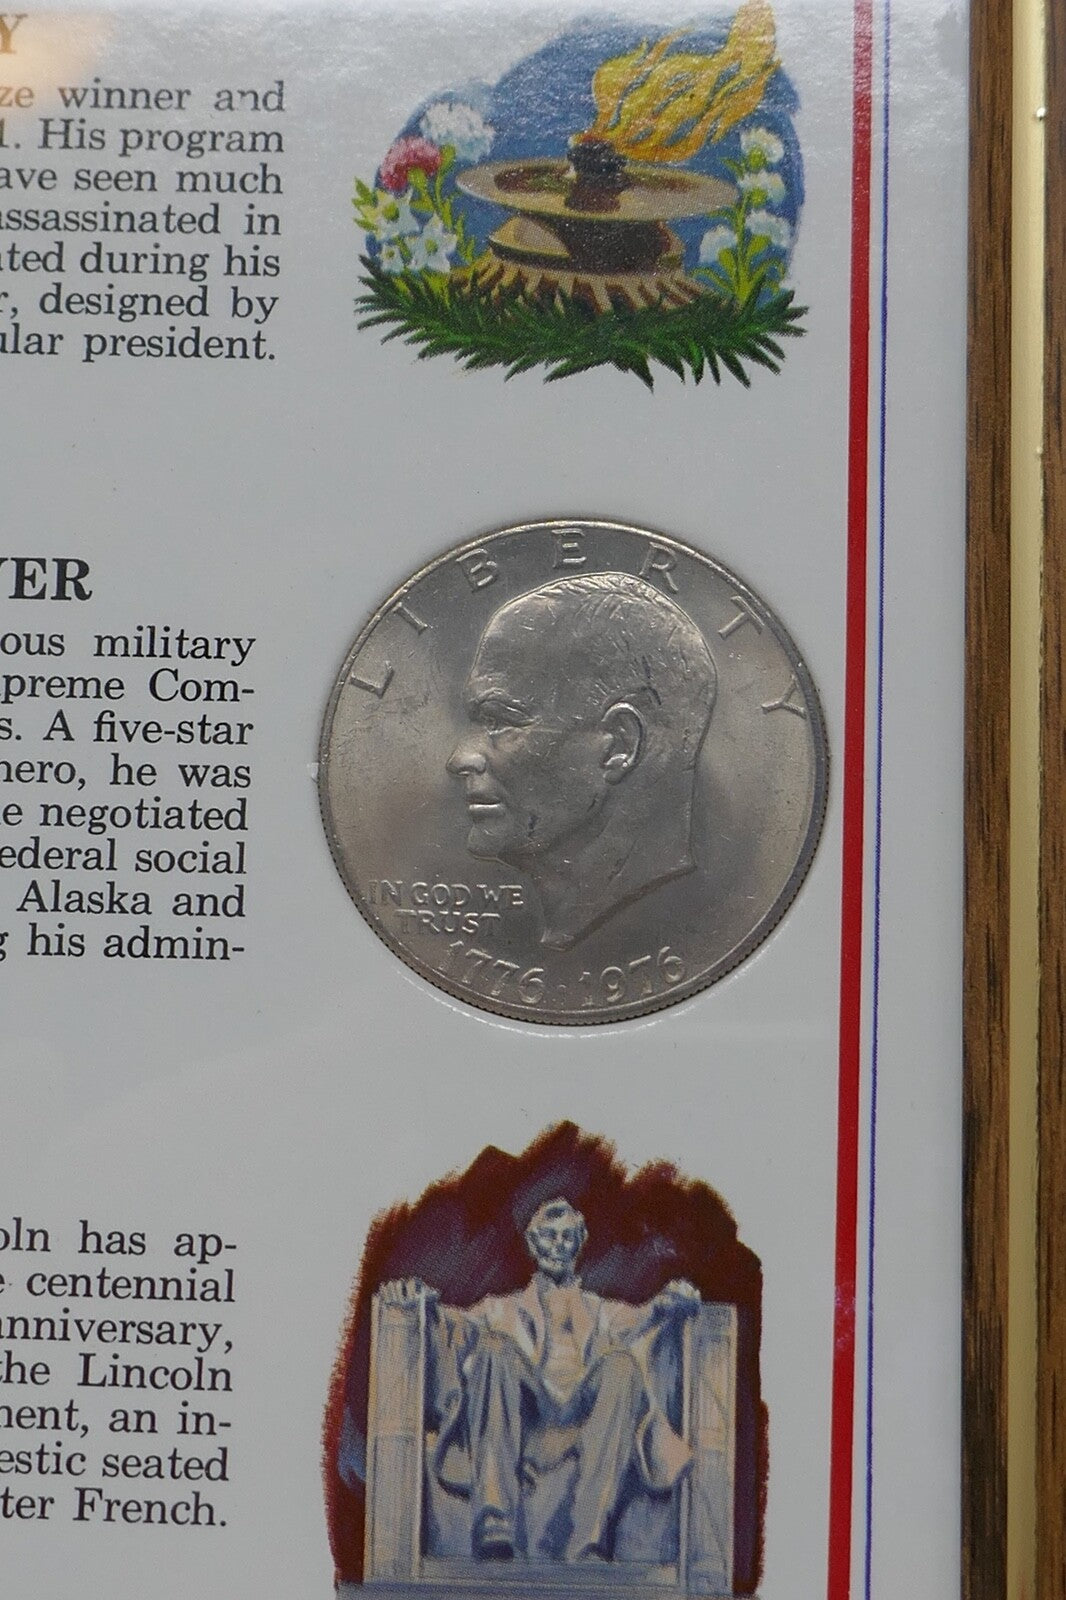 Y
ze winner and
1. His program
ave seen much
assassinated in
ated during his
r, designed by
ular president.
VER
ous military
upreme Com-
s. A five-star
hero, he was
e negotiated
ederal social
Alaska and
g his admin-
LIBERTY
IN GOD WE
TRUST
1776·1976
oln has ap-
e centennial
anniversary,
the Lincoln
ment, an in-
estic seated
ter French.